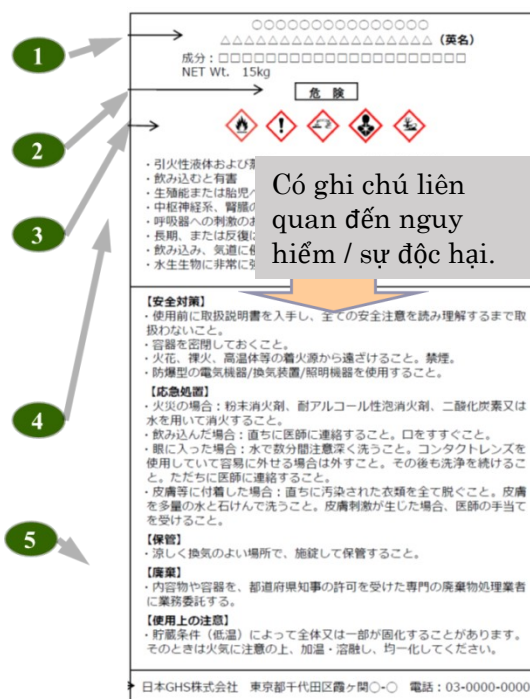 ○○○○○○○○○○○○○○○
△△△△△△△△△△△△△△△△△△ (英名)
1
成分：□□□□□□□□□□□□□□□□□□□□□
NET Wt. 15kg
危 険
2
3
・引火性液体および
・飲み込むと有害
・生殖能または胎児
・中枢神経系、腎臓
・呼吸器への刺激のお
・長期、または反復
・飲み込み、気道に
・水生生物に非常に
Có ghi chú liên
quan đến nguy
hiểm / sự độc hại.
【安全対策】
・使用前に取扱説明書を入手し、全ての安全注意を読み理解するまで取
扱わないこと。
・容器を密閉しておくこと。
・火花、裸火、高温体等の着火源から遠ざけること。禁煙。
・防爆型の電気機器/換気装置/照明機器を使用すること。
【応急処置】
4
・火災の場合：粉末消火剤、耐アルコール性泡消火剤、二酸化炭素又は
水を用いて消火すること。
・飲み込んだ場合：直ちに医師に連絡すること。口をすすぐこと。
・眼に入った場合：水で数分間注意深く洗うこと。コンタクトレンズを
使用していて容易に外せる場合は外すこと。その後も洗浄を続けるこ
と。ただちに医師に連絡すること。
・皮膚等に付着した場合：直ちに汚染された衣類を全て脱ぐこと。皮膚
を多量の水と石けんで洗うこと。皮膚刺激が生じた場合、医師の手当て
を受けること。
5
【保管】
・涼しく換気のよい場所で、施錠して保管すること。
【廃棄】
・内容物や容器を、都道府県知事の許可を受けた専門の廃棄物処理業者
に業務委託する。
【使用上の注意】
・貯蔵条件（低温）によって全体又は一部が固化することがあります。
そのときは火気に注意の上、加温・溶融し、均一化してください。
日本GHS株式会社 東京都千代田区霞ヶ関○-○ 電話：03-0000-0000